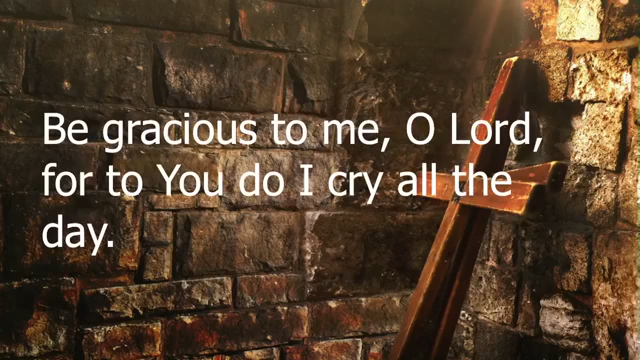 Be gracious to me, O Lord,
for to You do I cry all the
day.